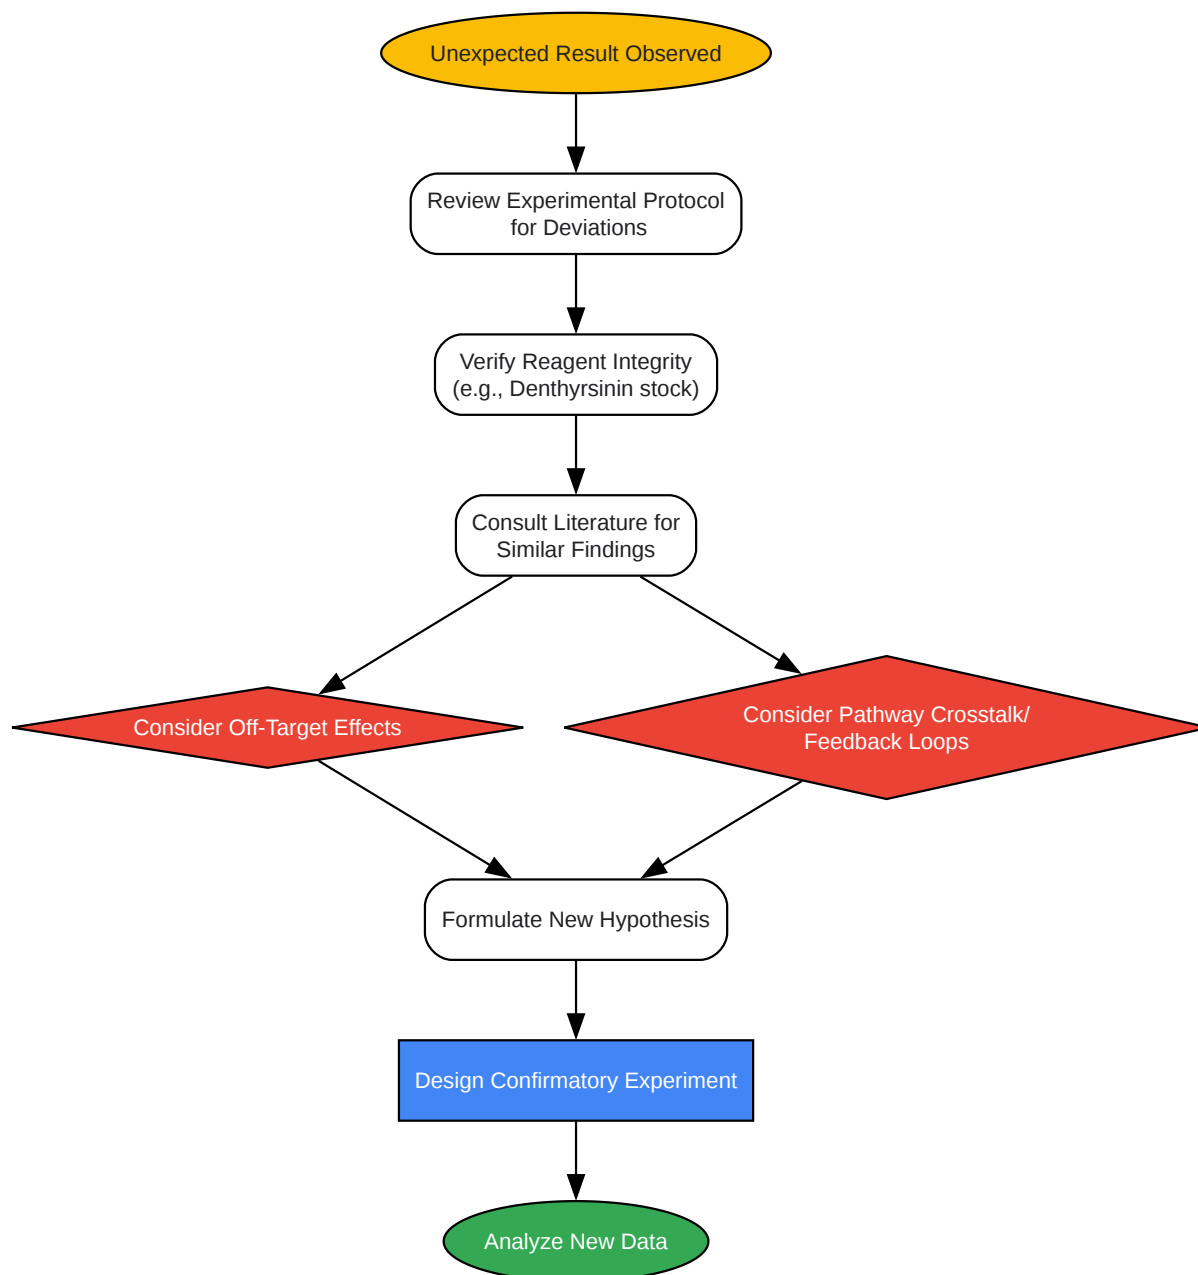 Unexpected Result Observed
Review Experimental Protocol
for Deviations
Verify Reagent Integrity
(e.g., Denthyrsinin stock)
Consult Literature for
Similar Findings
Consider Off-Target Effects
Consider Pathway Crosstalk/
Feedback Loops
Formulate New Hypothesis
Design Confirmatory Experiment
Analyze New Data